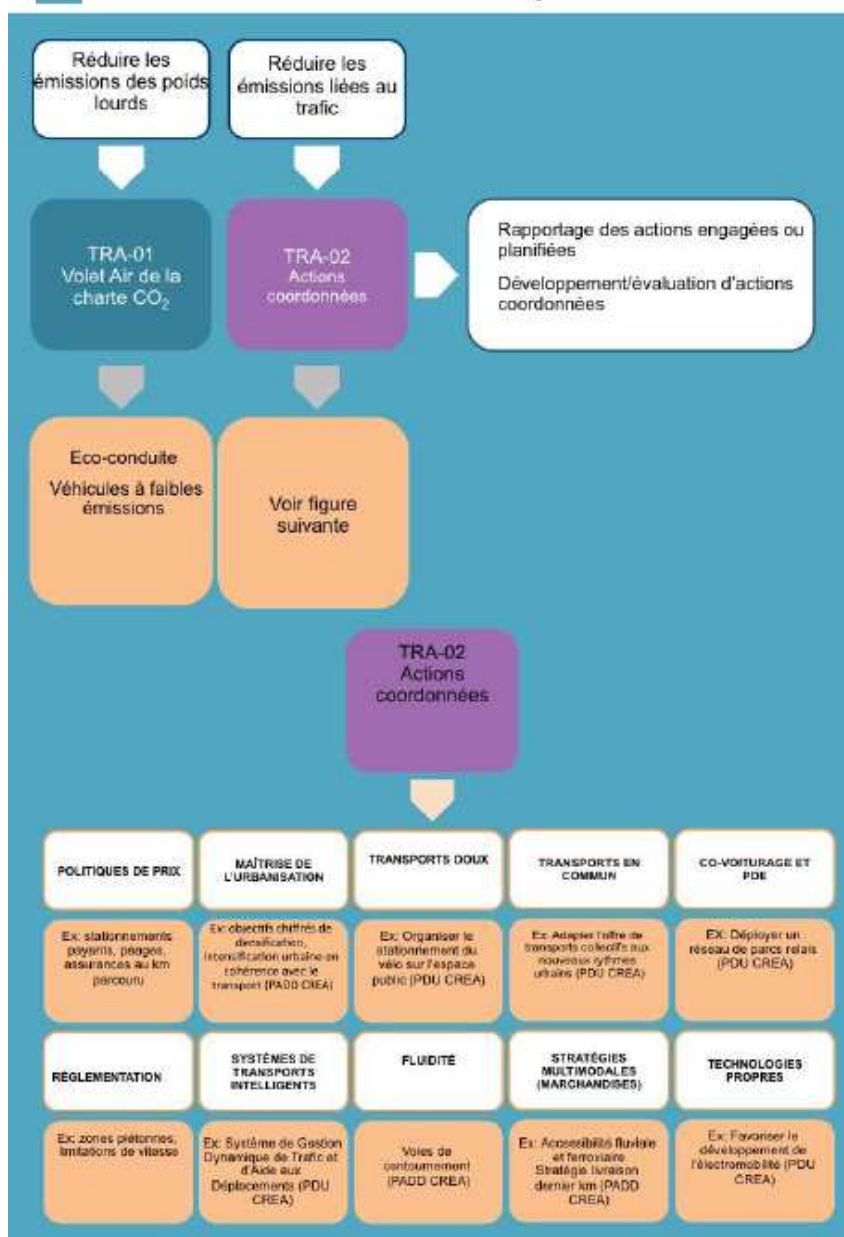 Réduire les
émissions des poids
lourds
Réduire les
émissions liées au
trafic
TRA-01
Volet Air de la
charte CO₂
TRA-02
Actions
coordonnées
Rapportage des actions engagées ou
planifiées
Développement/évaluation d'actions
coordonnées
Eco-conduite
Véhicules à faibles
émissions
Voir figure
suivante
TRA-02
Actions
coordonnées
POLITIQUES DE PRIX
MAÎTRISE DE
L'URBANISATION
TRANSPORTS DOUX
TRANSPORTS EN
COMMUN
CO-VOITURAGE ET
PDE
Ex: stationnements
payants, péages,
assurances au km
parcouru
Ex: objectifs chiffrés de
densification,
intensification urbaine en
cohérence avec le
transport (PADD CREA)
Ex: Organiser le
stationnement du
vélo sur l'espace
public (PDU CREA)
Ex: Adapter l'offre de
transports collectifs aux
nouveaux rythmes
urbains (PDU CREA)
EX: Déployer un
réseau de parcs relais
(PDU CREA)
RÉGLEMENTATION
SYSTÈMES DE
TRANSPORTS
INTELLIGENTS
FLUIDITÉ
STRATÉGIES
MULTIMODALES
(MARCHANDISES)
TECHNOLOGIES
PROPRES
Ex: zones piétonnes,
limitations de vitesse
Ex: Système de Gestion
Dynamique de Trafic et
d'Aide aux
Déplacements (PDU
CREA)
Voies de
contournement
(PADD CREA)
Ex: Accessibilité fluviale
et ferroviaire
Stratégie livraison
dernier km (PADD
CREA)
Ex: Favoriser le
développement de
l'électromobilité (PDU
CREA)